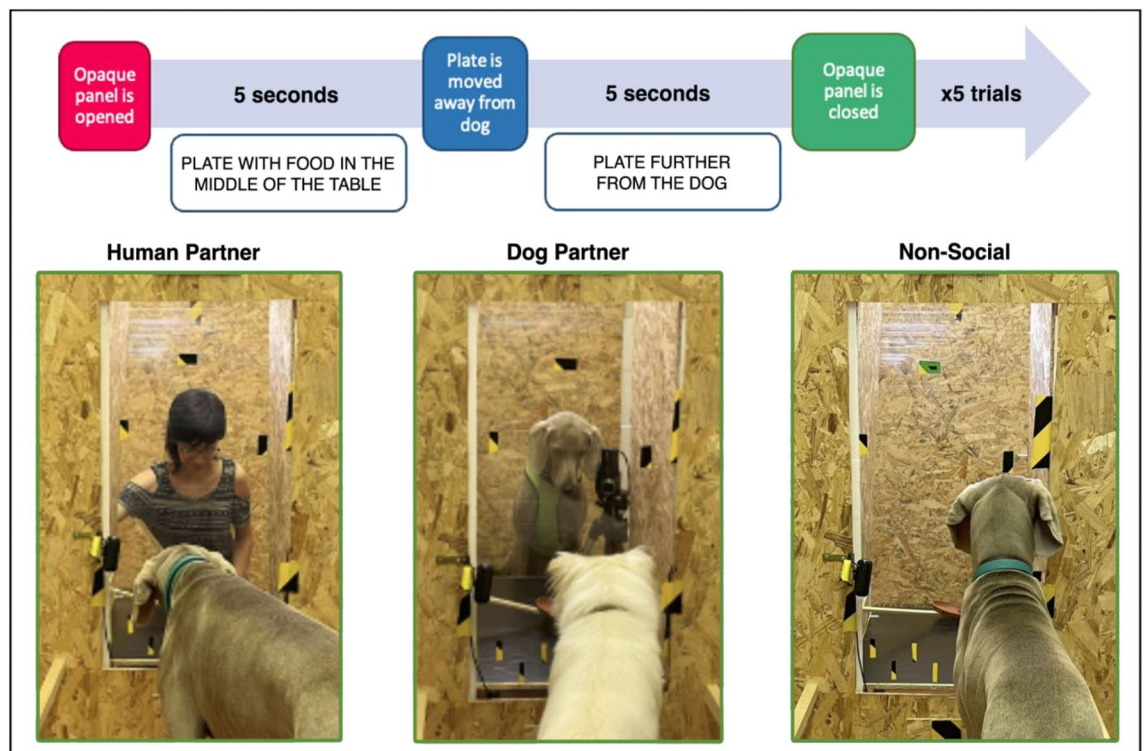 Opaque
panel is
opened
5 seconds
Plate is
moved
away from
dog
5 seconds
Opaque
panel is
closed
x5 trials
PLATE WITH FOOD IN THE
MIDDLE OF THE TABLE
PLATE FURTHER
FROM THE DOG
Human Partner
Dog Partner
Non-Social